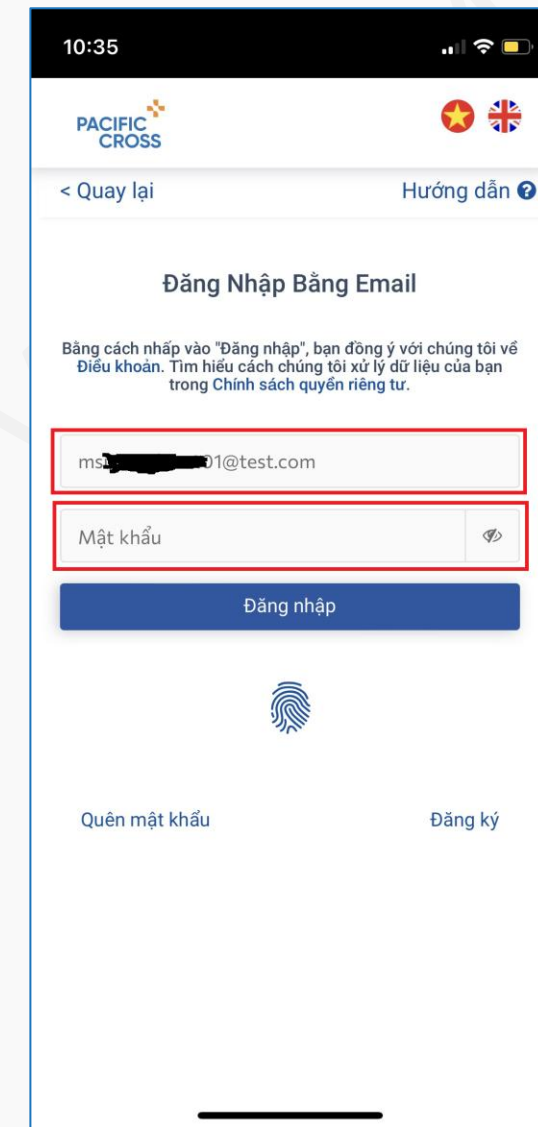 10:35
PACIFIC
CROSS
< Quay lại
Hướng dẫn ?
Đăng Nhập Bằng Email
Bằng cách nhấp vào "Đăng nhập", bạn đồng ý với chúng tôi về
Điều khoản. Tìm hiểu cách chúng tôi xử lý dữ liệu của bạn
trong Chính sách quyền riêng tư.
ms 01@test.com
Mật khẩu
Đăng nhập
Quên mật khẩu
Đăng ký